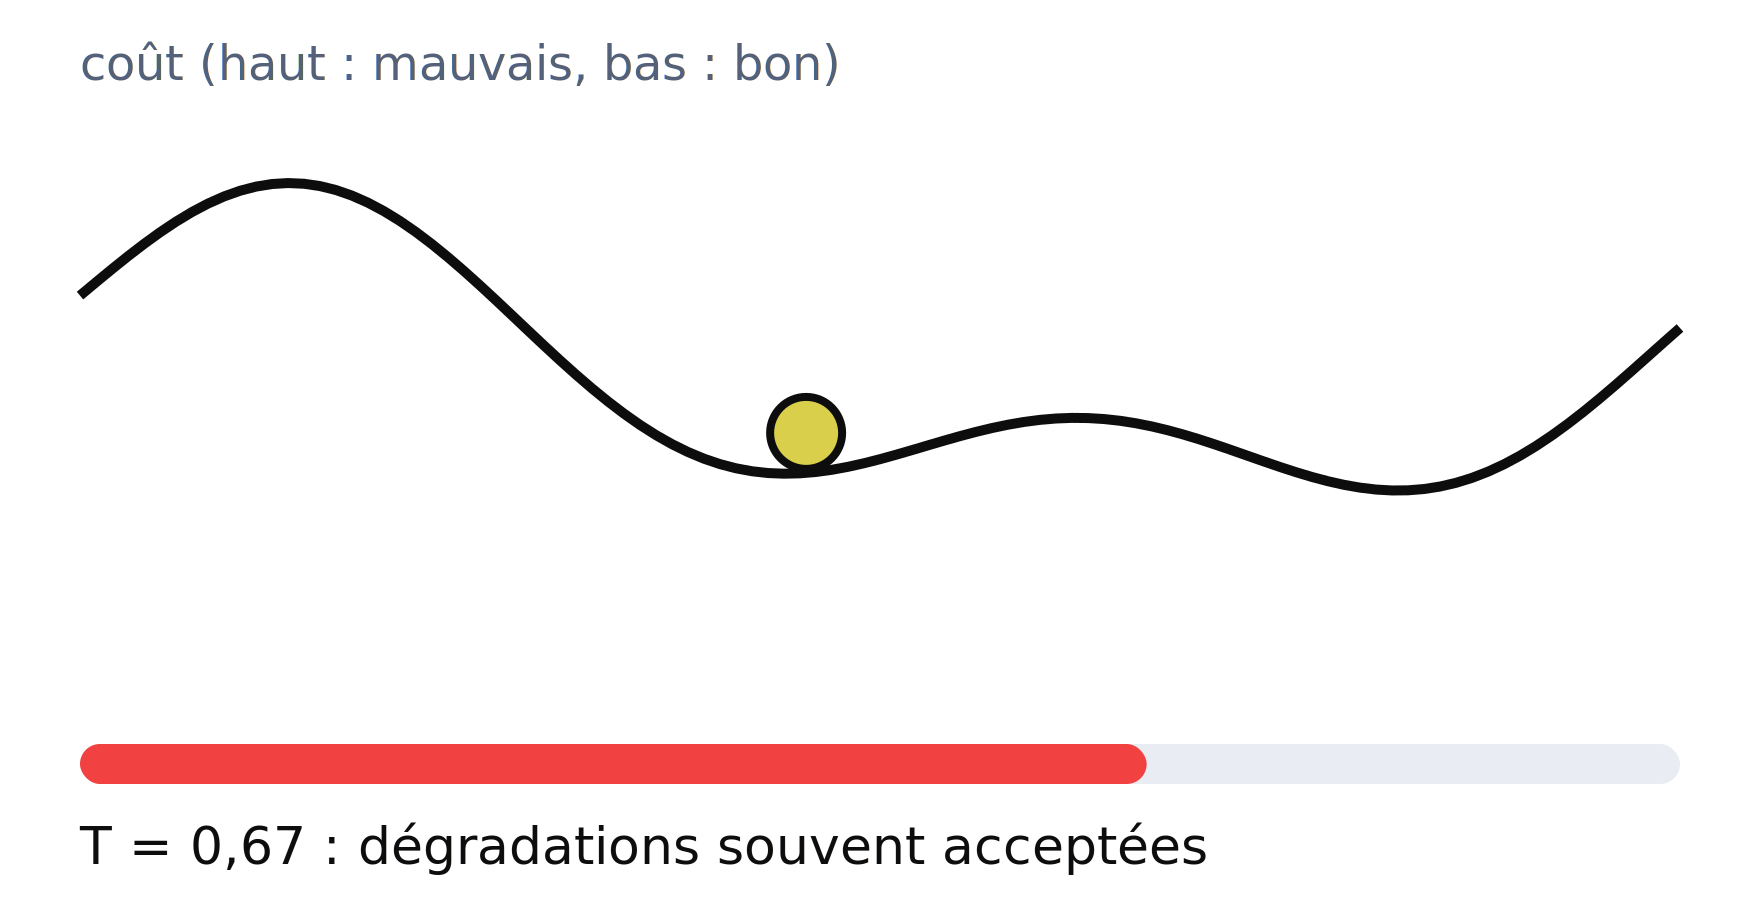 coût (haut : mauvais, bas : bon)
T = 0,67 : dégradations souvent acceptées